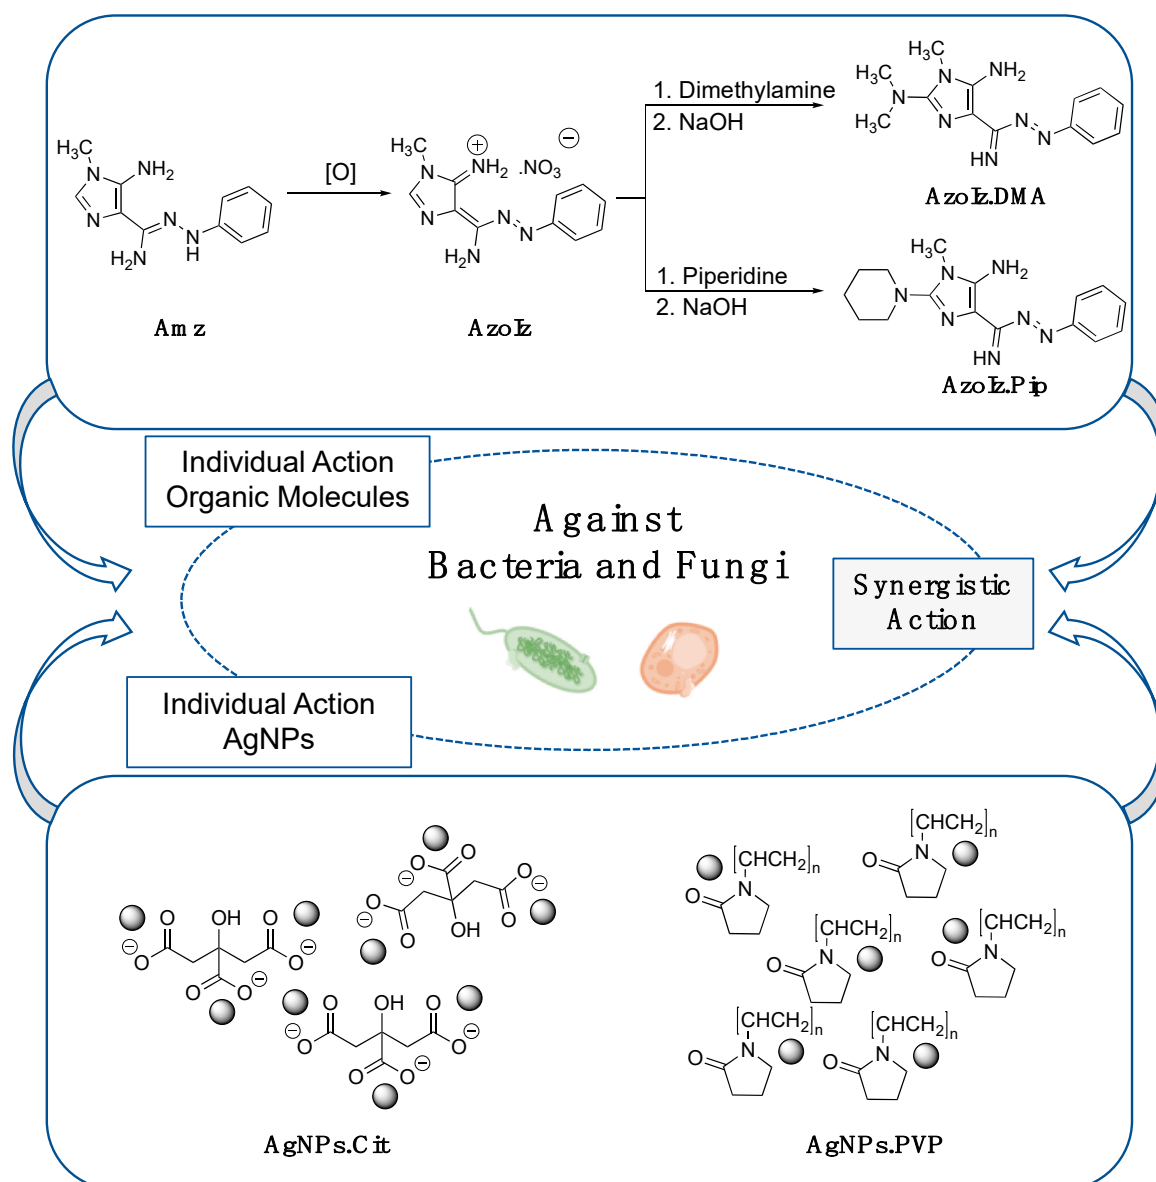 H₃C
N
NH₂
N
N
N
H
H₂N
Amz
[O]
H₃C
N
⊕
NH₂
.NO₃
⊖
N
N
N
H₂N
AzoIz
1. Dimethylamine
2. NaOH
H₃C
H₃C
N
NH₂
N
H₃C
N
N
N
HN
AzoIz.DMA
1. Piperidine
2. NaOH
H₃C
N
NH₂
N
N
N
N
HN
AzoIz.Pip
Individual Action
Organic Molecules
Against
Bacteria and Fungi
Synergistic
Action
Individual Action
AgNPs
O
OH
O
⊖
O
O
⊖
O
O
⊖
O
⊖
O
O
O
⊖
⊖
O
O
OH
O
O
OH
O
⊖
O
O
⊖
O
O
⊖
AgNPs.Cit
[CHCH₂]n
N
O
[CHCH₂]n
N
O
[CHCH₂]n
N
O
[CHCH₂]n
N
O
[CHCH₂]n
N
O
[CHCH₂]n
N
O
AgNPs.PVP